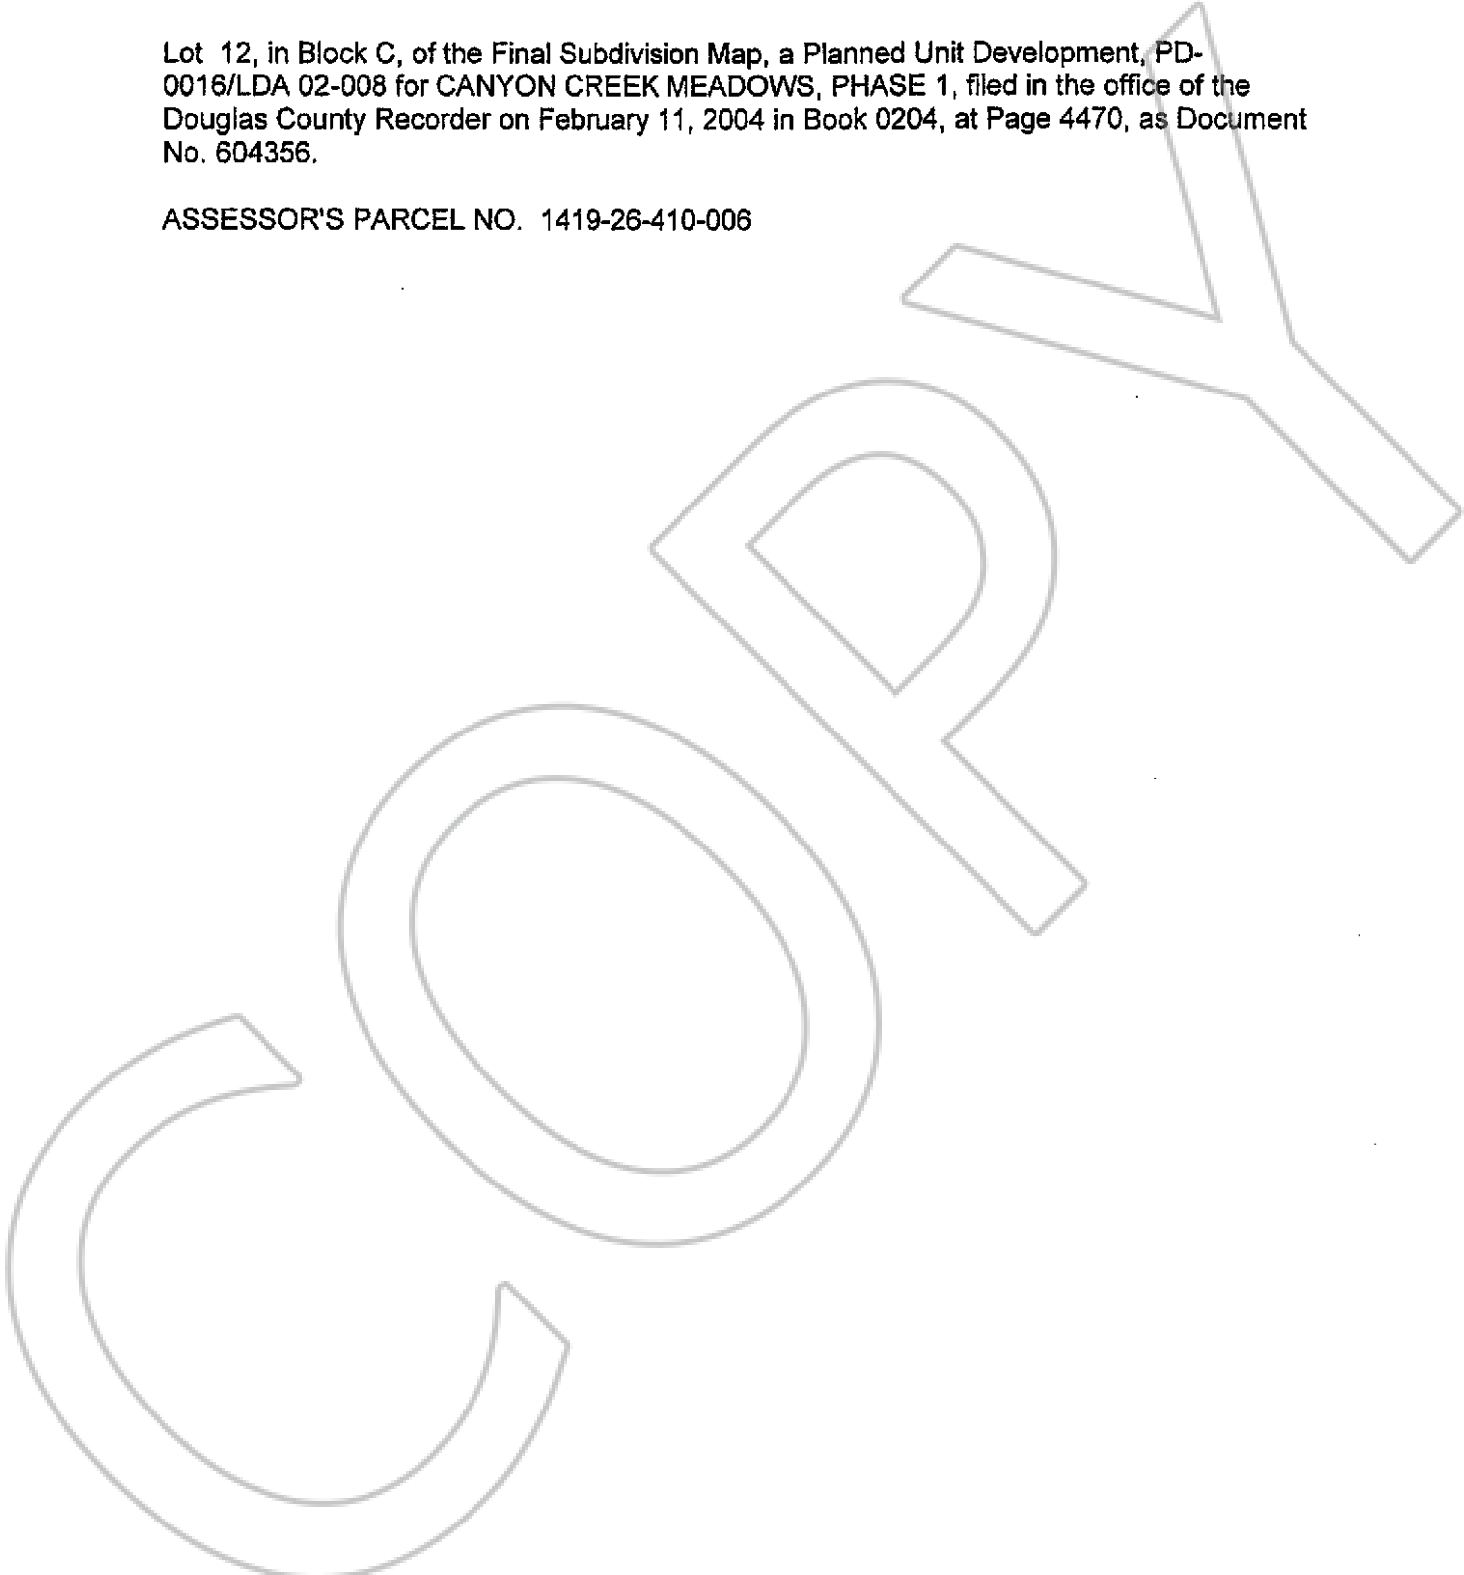 Lot 12, in Block C, of the Final Subdivision Map, a Planned Unit Development, PD-
0016/LDA 02-008 for CANYON CREEK MEADOWS, PHASE 1, filed in the office of the
Douglas County Recorder on February 11, 2004 in Book 0204, at Page 4470, as Document
No. 604356.
ASSESSOR'S PARCEL NO. 1419-26-410-006
COPY